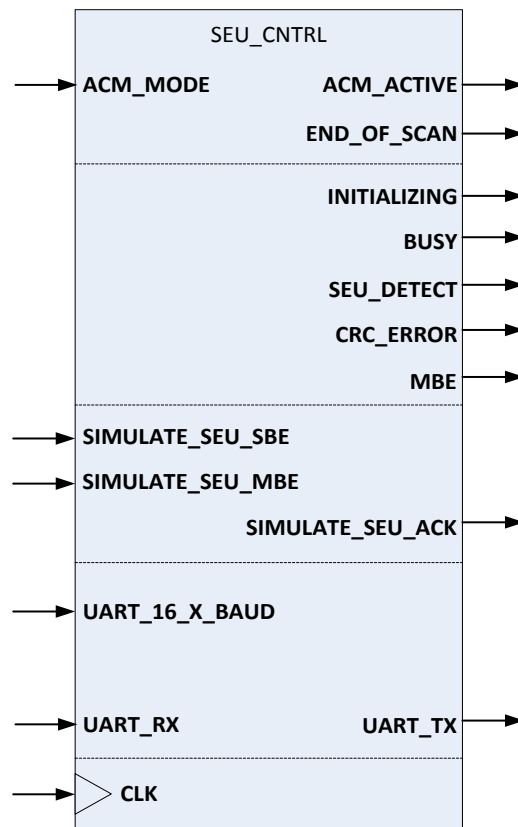 SEU_CNTRL
ACM_MODE ACM_ACTIVE
END_OF_SCAN
INITIALIZING
BUSY
SEU_DETECT
CRC_ERROR
MBE
SIMULATE_SEU_SBE
SIMULATE_SEU_MBE
SIMULATE_SEU_ACK
UART_16_X_BAUD
UART_RX UART_TX
CLK